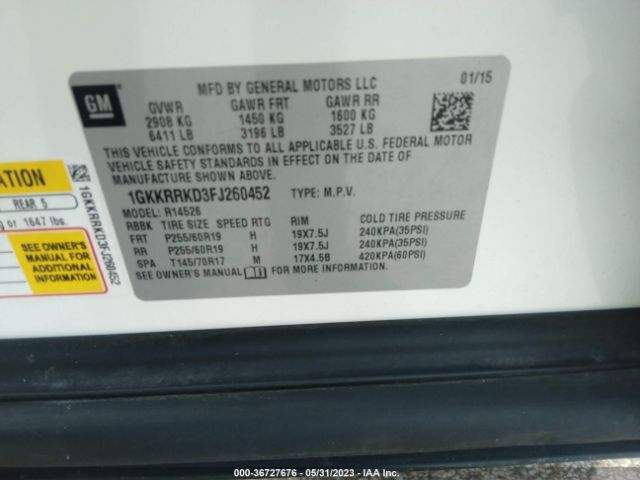 GM
MFD BY GENERAL MOTORS LLC
01/15
GVWR GAWR FRT GAWR RR
2908 KG 1450 KG 1600 KG
6411 LB 3196 LB 3527 LB
THIS VEHICLE CONFORMS TO ALL APPLICABLE U.S. FEDERAL MOTOR
VEHICLE SAFETY STANDARDS IN EFFECT ON THE DATE OF
MANUFACTURE SHOWN ABOVE.
1GKKRRKD3FJ260452 TYPE: M.P.V.
MODEL: R14526
RBBK TIRE SIZE SPEED RTG RIM COLD TIRE PRESSURE
FRT P255/60R19 H 19X7.5J 240KPA(35PSI)
RR P255/60R19 H 19X7.5J 240KPA(35PSI)
SPA T145/70R17 M 17X4.5B 420KPA(60PSI)
SEE OWNER'S MANUAL FOR MORE INFORMATION.
REAR 5
or 1647 lbs.
SEE OWNER'S
MANUAL FOR
ADDITIONAL
INFORMATION
1GKKRRKD3FJ260452
© 36727676 - 05/31/2023 - IAA Inc.